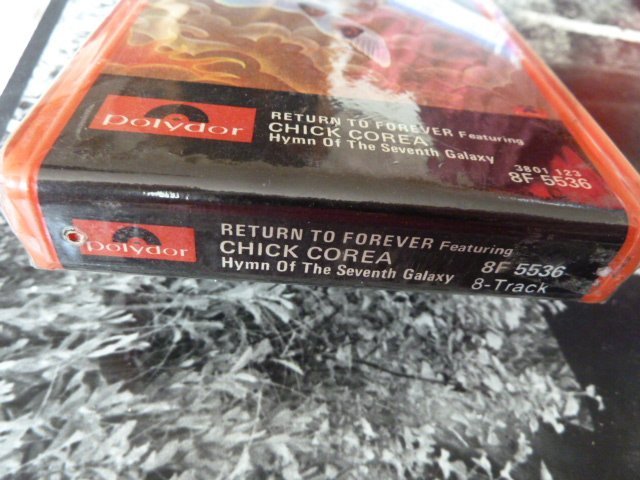 polydor
RETURN TO FOREVER Featuring
CHICK COREA
Hymn Of The Seventh Galaxy
3801 123
8F 5536
polydor
RETURN TO FOREVER Featuring
CHICK COREA
Hymn Of The Seventh Galaxy
8F 5536
8-Track